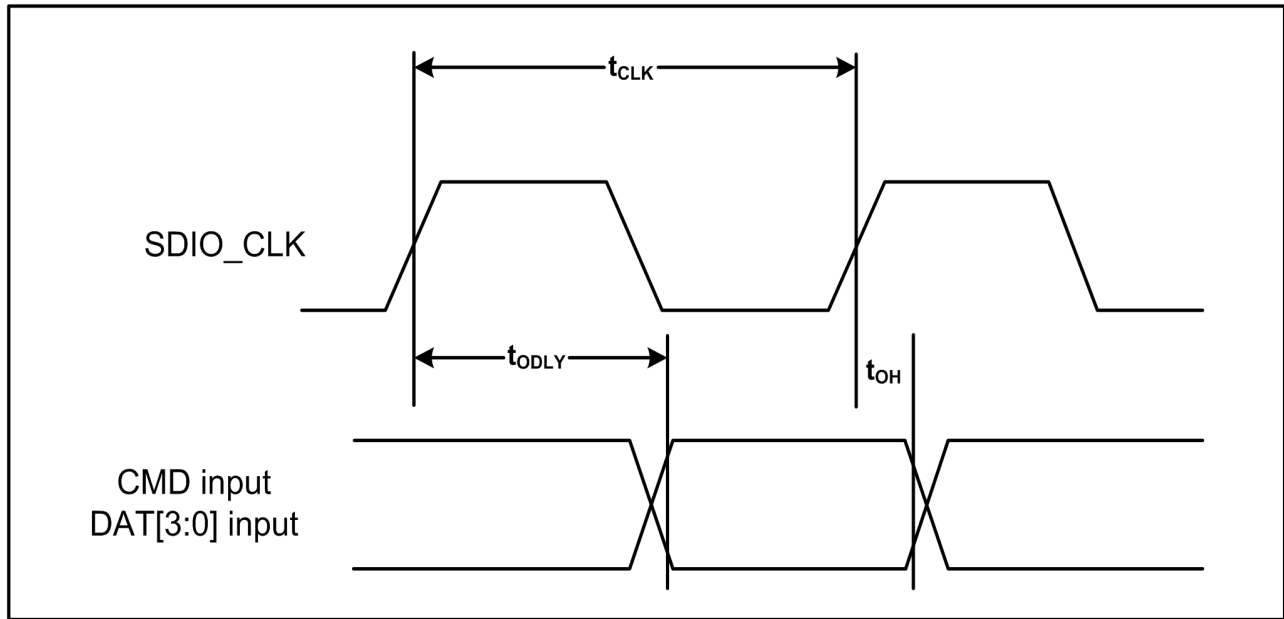 tCLK
SDIO_CLK
tODLY
tOH
CMD input
DAT[3:0] input